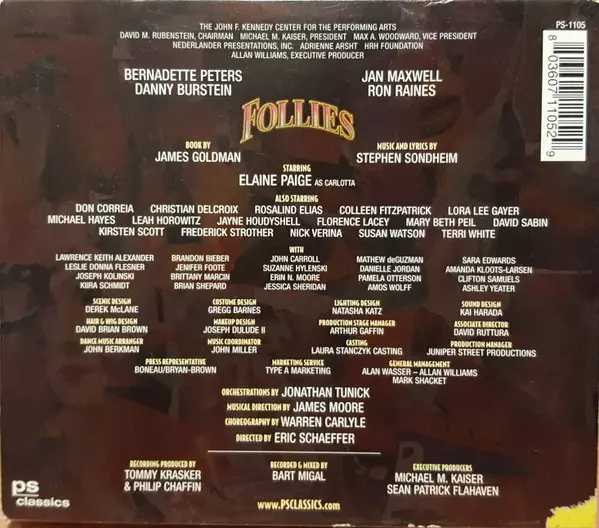 THE JOHN F. KENNEDY CENTER FOR THE PERFORMING ARTS
DAVID M. RUBENSTEIN, CHAIRMAN MICHAEL M. KAISER, PRESIDENT MAX A. WOODWARD, VICE PRESIDENT
NEDERLANDER PRESENTATIONS, INC. ADRIENNE ARSHT HRH FOUNDATION
ALLAN WILLIAMS, EXECUTIVE PRODUCER
PS-1105
8 03607 11052 9
BERNADETTE PETERS JAN MAXWELL
DANNY BURSTEIN RON RAINES
FOLLIES
BOOK BY
JAMES GOLDMAN
MUSIC AND LYRICS BY
STEPHEN SONDHEIM
STARRING
ELAINE PAIGE AS CARLOTTA
ALSO STARRING
DON CORREIA CHRISTIAN DELCROIX ROSALIND ELIAS COLLEEN FITZPATRICK LORA LEE GAYER
MICHAEL HAYES LEAH HOROWITZ JAYNE HOUDYSHELL FLORENCE LACEY MARY BETH PEIL DAVID SABIN
KIRSTEN SCOTT FREDERICK STROTHER NICK VERINA SUSAN WATSON TERRI WHITE
WITH
LAWRENCE KEITH ALEXANDER BRANDON BIEBER JOHN CARROLL MATHEW deGUZMAN SARA EDWARDS
LESLIE DONNA FLESNER JENIFER FOOTE SUZANNE HYLENSKI DANIELLE JORDAN AMANDA KLOOTS-LARSEN
JOSEPH KOLINSKI BRITTANY MARCIN ERIN N. MOORE PAMELA OTTERSON CLIFTON SAMUELS
KIIRA SCHMIDT BRIAN SHEPARD JESSICA SHERIDAN AMOS WOLFF ASHLEY YEATER
SCENIC DESIGN COSTUME DESIGN LIGHTING DESIGN SOUND DESIGN
DEREK McLANE GREGG BARNES NATASHA KATZ KAI HARADA
HAIR & WIG DESIGN MAKEUP DESIGN PRODUCTION STAGE MANAGER ASSOCIATE DIRECTOR
DAVID BRIAN BROWN JOSEPH DULUDE II ARTHUR GAFFIN DAVID RUTTURA
DANCE MUSIC ARRANGER MUSIC COORDINATOR CASTING PRODUCTION MANAGER
JOHN BERKMAN JOHN MILLER LAURA STANCZYK CASTING JUNIPER STREET PRODUCTIONS
PRESS REPRESENTATIVE MARKETING SERVICE GENERAL MANAGEMENT
BONEAU/BRYAN-BROWN TYPE A MARKETING ALAN WASSER – ALLAN WILLIAMS
MARK SHACKET
ORCHESTRATIONS BY JONATHAN TUNICK
MUSICAL DIRECTION BY JAMES MOORE
CHOREOGRAPHY BY WARREN CARLYLE
DIRECTED BY ERIC SCHAEFFER
RECORDING PRODUCED BY
TOMMY KRASKER
& PHILIP CHAFFIN
RECORDED & MIXED BY
BART MIGAL
EXECUTIVE PRODUCERS
MICHAEL M. KAISER
SEAN PATRICK FLAHAVEN
ps
classics
www.PSCLASSICS.com